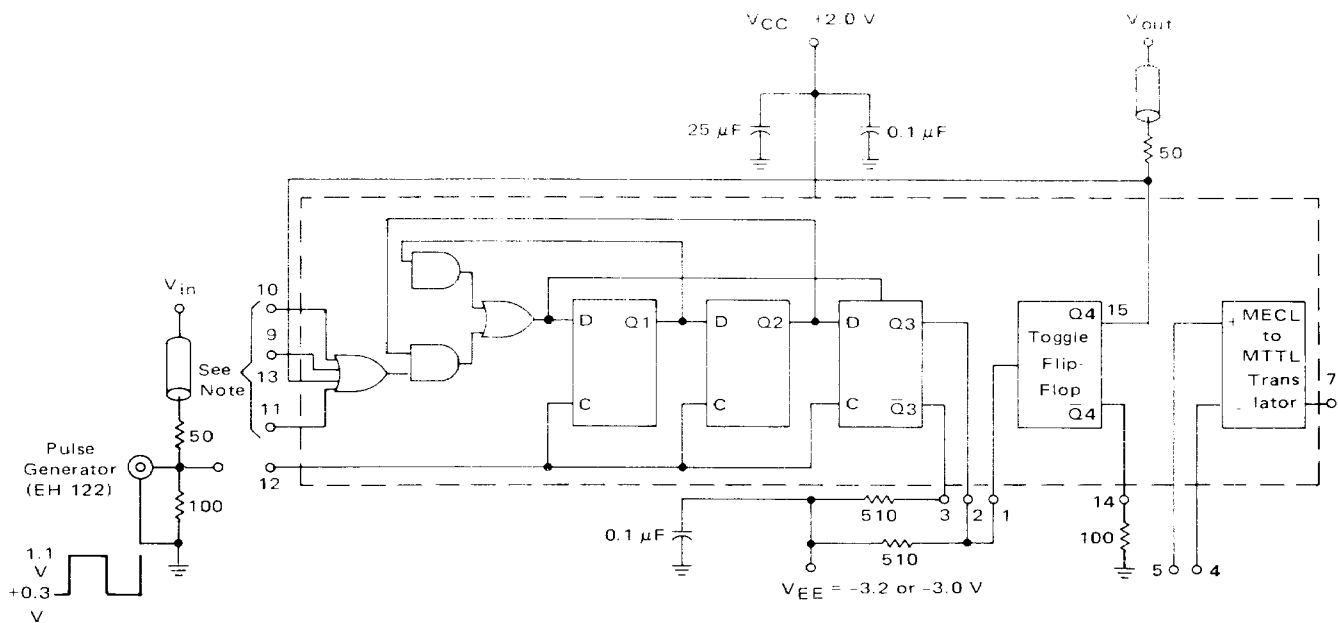 VCC +2.0 V
Vout
25 µF
0.1 µF
50
Vin
10
9
13
11
See
Note
50
Pulse
Generator
(EH 122)
100
12
1.1
V
+0.3
V
D Q1
C
D Q2
C
D Q3
C Q̅3
Q4
Toggle
Flip-
Flop
Q̅4
15
+ MECL
to
MTTL
Trans
- lator
7
510
3
2
1
14
0.1 µF
510
100
5
4
VEE = –3.2 or –3.0 V